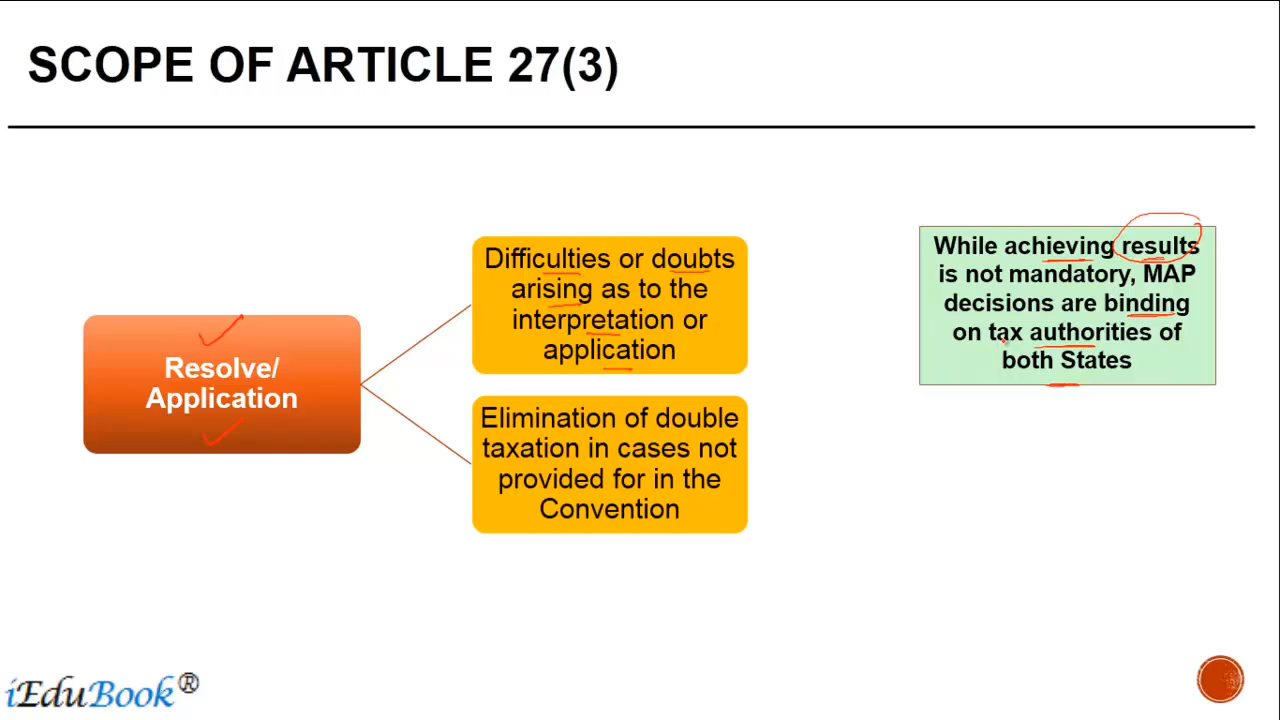 SCOPE OF ARTICLE 27(3)
Resolve/
Application
Difficulties or doubts
arising as to the
interpretation or
application
Elimination of double
taxation in cases not
provided for in the
Convention
While achieving results
is not mandatory, MAP
decisions are binding
on tax authorities of
both States
iEduBook®